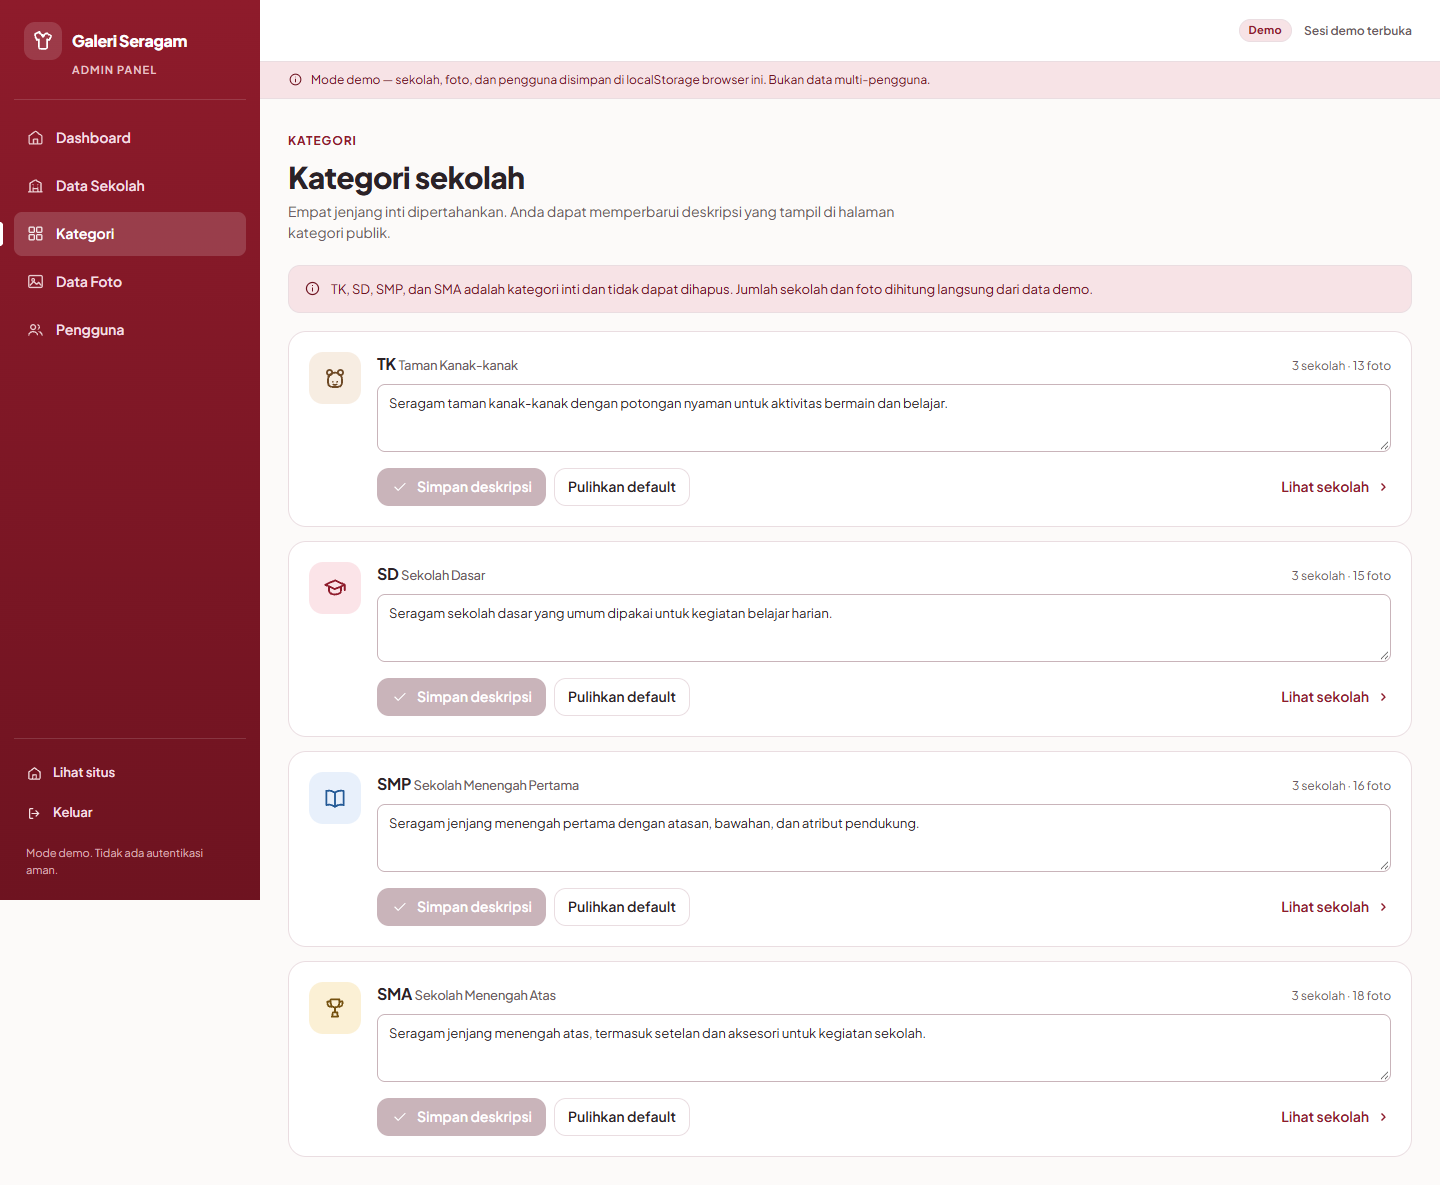 Galeri Seragam
ADMIN PANEL
Dashboard
Data Sekolah
Kategori
Data Foto
Pengguna
Lihat situs
Keluar
Mode demo. Tidak ada autentikasi
aman.
Demo
Sesi demo terbuka
Mode demo — sekolah, foto, dan pengguna disimpan di localStorage browser ini. Bukan data multi-pengguna.
KATEGORI
Kategori sekolah
Empat jenjang inti dipertahankan. Anda dapat memperbarui deskripsi yang tampil di halaman
kategori publik.
TK, SD, SMP, dan SMA adalah kategori inti dan tidak dapat dihapus. Jumlah sekolah dan foto dihitung langsung dari data demo.
TK Taman Kanak-kanak
3 sekolah · 13 foto
Seragam taman kanak-kanak dengan potongan nyaman untuk aktivitas bermain dan belajar.
Simpan deskripsi
Pulihkan default
Lihat sekolah
SD Sekolah Dasar
3 sekolah · 15 foto
Seragam sekolah dasar yang umum dipakai untuk kegiatan belajar harian.
Simpan deskripsi
Pulihkan default
Lihat sekolah
SMP Sekolah Menengah Pertama
3 sekolah · 16 foto
Seragam jenjang menengah pertama dengan atasan, bawahan, dan atribut pendukung.
Simpan deskripsi
Pulihkan default
Lihat sekolah
SMA Sekolah Menengah Atas
3 sekolah · 18 foto
Seragam jenjang menengah atas, termasuk setelan dan aksesori untuk kegiatan sekolah.
Simpan deskripsi
Pulihkan default
Lihat sekolah